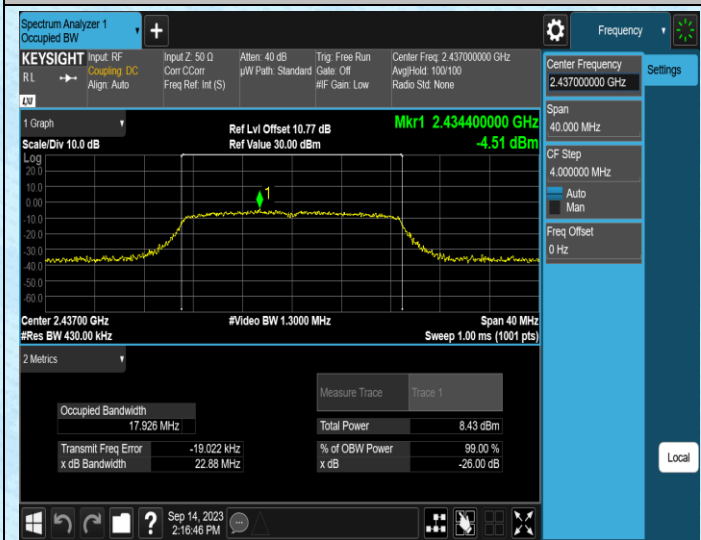 Spectrum Analyzer 1
Occupied BW
Frequency
KEYSIGHT
R L
LXI
Input: RF
Coupling: DC
Align: Auto
Input Z: 50 Ω
Corr CCorr
Freq Ref: Int (S)
Atten: 40 dB
µW Path: Standard
Trig: Free Run
Gate: Off
#IF Gain: Low
Center Freq: 2.437000000 GHz
Avg|Hold: 100/100
Radio Std: None
Center Frequency
2.437000000 GHz
Settings
Span
40.000 MHz
CF Step
4.000000 MHz
Auto
Man
Freq Offset
0 Hz
1 Graph
Scale/Div 10.0 dB
Ref Lvl Offset 10.77 dB
Ref Value 30.00 dBm
Mkr1 2.434400000 GHz
-4.51 dBm
Log
20.0
10.0
0.00
-10.0
-20.0
-30.0
-40.0
-50.0
-60.0
1
Center 2.43700 GHz
#Res BW 430.00 kHz
#Video BW 1.3000 MHz
Span 40 MHz
Sweep 1.00 ms (1001 pts)
2 Metrics
Measure Trace
Trace 1
Occupied Bandwidth
17.926 MHz
Total Power
8.43 dBm
Transmit Freq Error
-19.022 kHz
% of OBW Power
99.00 %
x dB Bandwidth
22.88 MHz
x dB
-26.00 dB
Local
?
Sep 14, 2023
2:16:46 PM